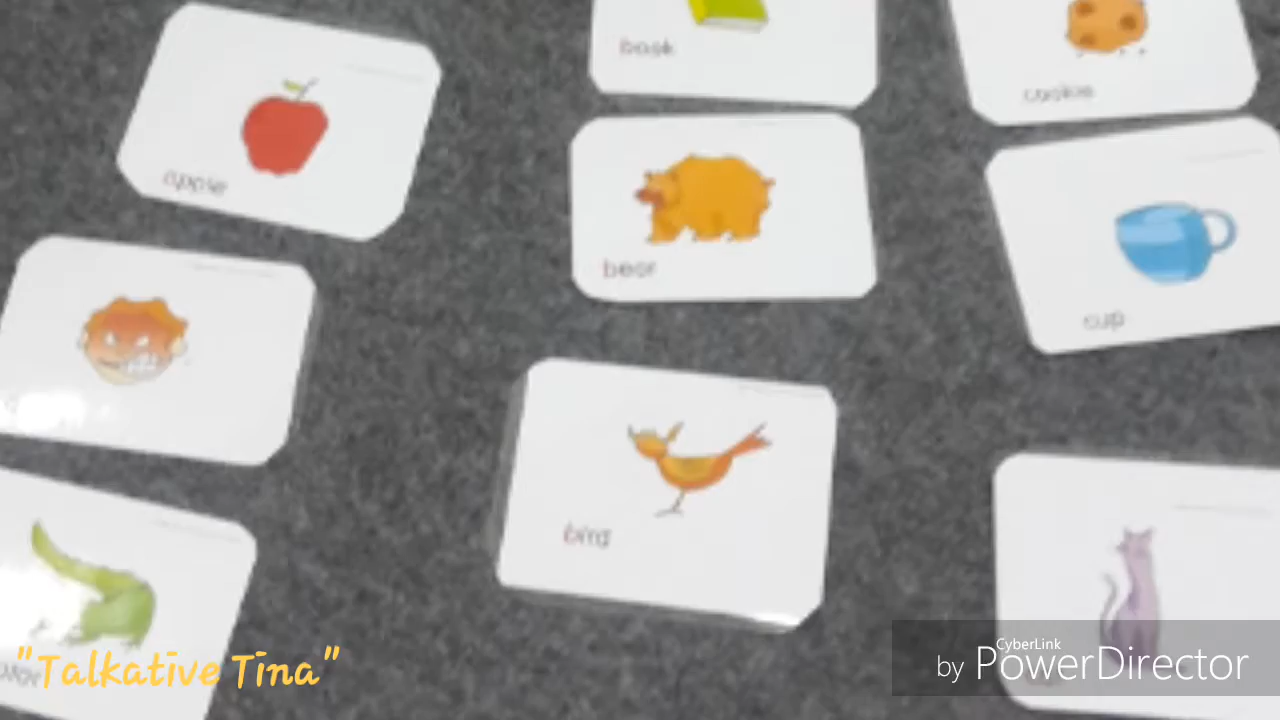 book
cookie
apple
bear
cup
bird
"Talkative Tina"
CyberLink
by PowerDirector